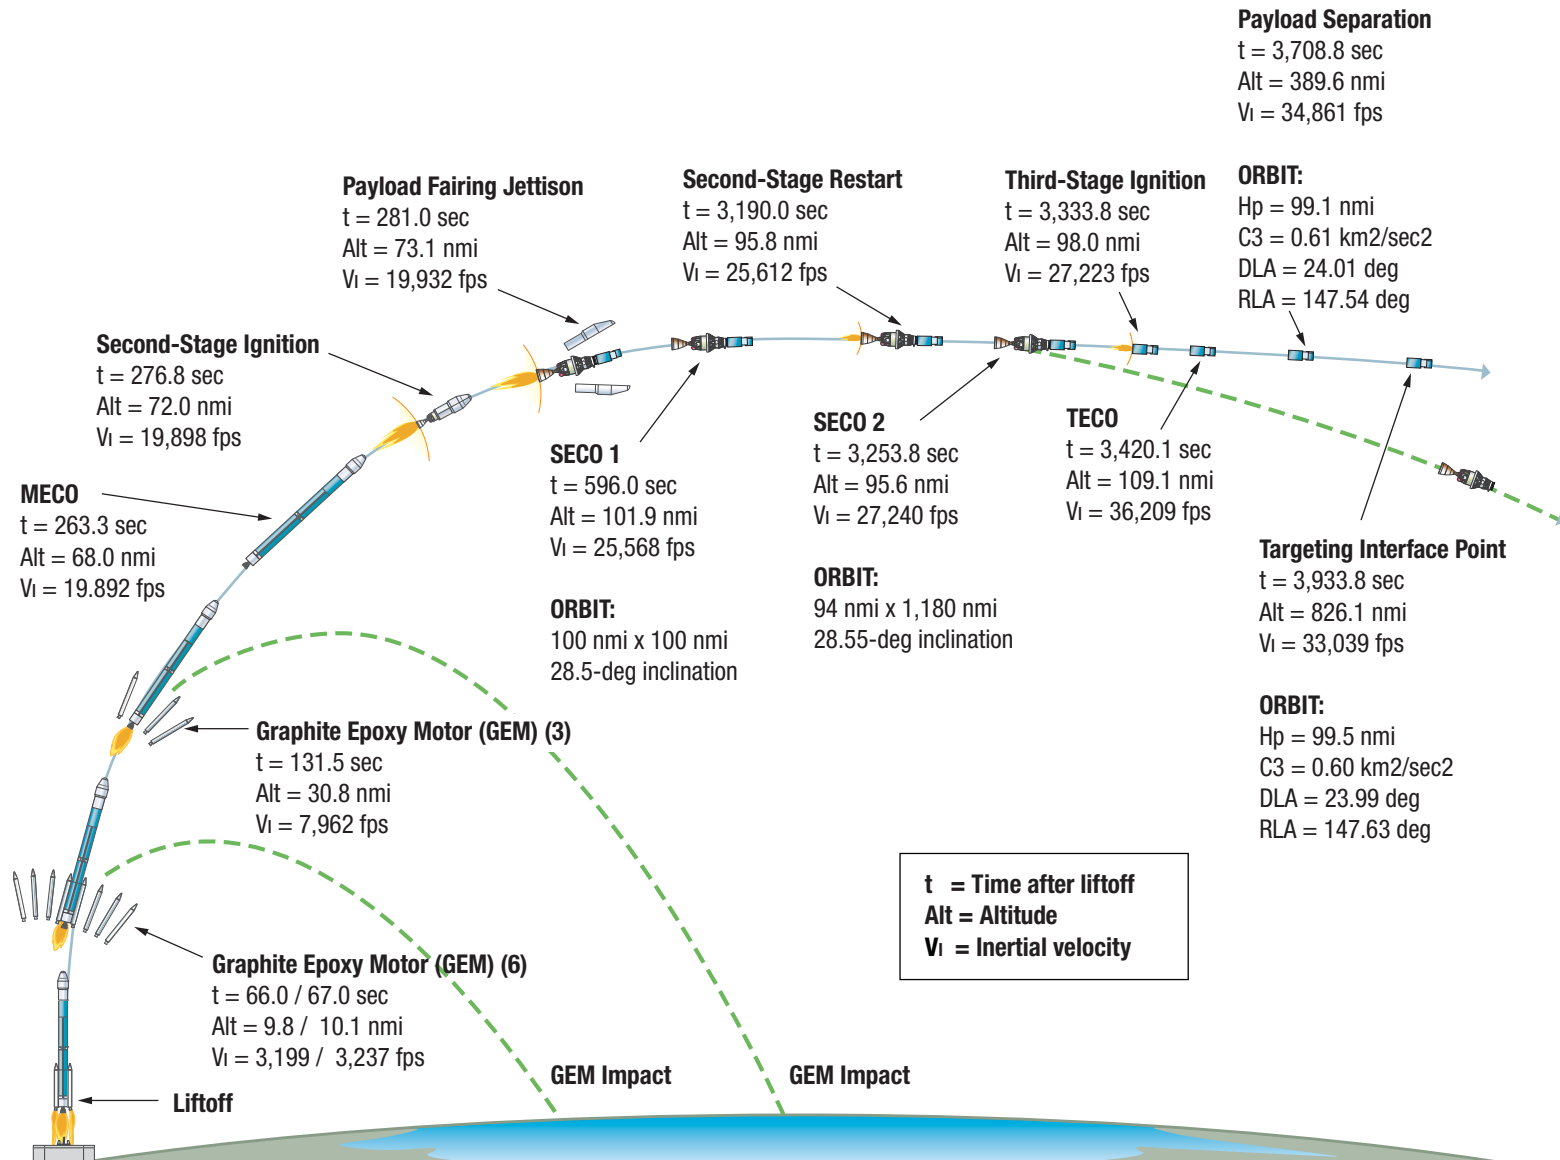 Payload Separation
t = 3,708.8 sec
Alt = 389.6 nmi
VI = 34,861 fps
ORBIT:
Hp = 99.1 nmi
C3 = 0.61 km2/sec2
DLA = 24.01 deg
RLA = 147.54 deg
Payload Fairing Jettison
t = 281.0 sec
Alt = 73.1 nmi
VI = 19,932 fps
Second-Stage Restart
t = 3,190.0 sec
Alt = 95.8 nmi
VI = 25,612 fps
Third-Stage Ignition
t = 3,333.8 sec
Alt = 98.0 nmi
VI = 27,223 fps
Second-Stage Ignition
t = 276.8 sec
Alt = 72.0 nmi
VI = 19,898 fps
MECO
t = 263.3 sec
Alt = 68.0 nmi
VI = 19.892 fps
SECO 1
t = 596.0 sec
Alt = 101.9 nmi
VI = 25,568 fps
ORBIT:
100 nmi x 100 nmi
28.5-deg inclination
SECO 2
t = 3,253.8 sec
Alt = 95.6 nmi
VI = 27,240 fps
ORBIT:
94 nmi x 1,180 nmi
28.55-deg inclination
TECO
t = 3,420.1 sec
Alt = 109.1 nmi
VI = 36,209 fps
Targeting Interface Point
t = 3,933.8 sec
Alt = 826.1 nmi
VI = 33,039 fps
ORBIT:
Hp = 99.5 nmi
C3 = 0.60 km2/sec2
DLA = 23.99 deg
RLA = 147.63 deg
Graphite Epoxy Motor (GEM) (3)
t = 131.5 sec
Alt = 30.8 nmi
VI = 7,962 fps
Graphite Epoxy Motor (GEM) (6)
t = 66.0 / 67.0 sec
Alt = 9.8 / 10.1 nmi
VI = 3,199 / 3,237 fps
t = Time after liftoff
Alt = Altitude
VI = Inertial velocity
GEM Impact
GEM Impact
Liftoff